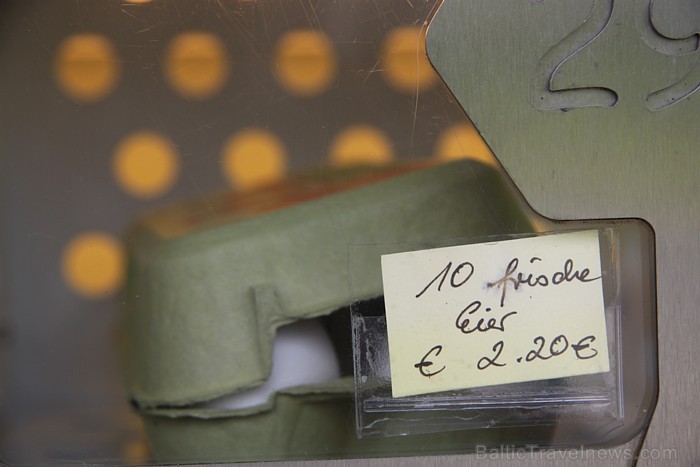 29
10 frische
Eier
€ 2.20€
BalticTravelnews.com